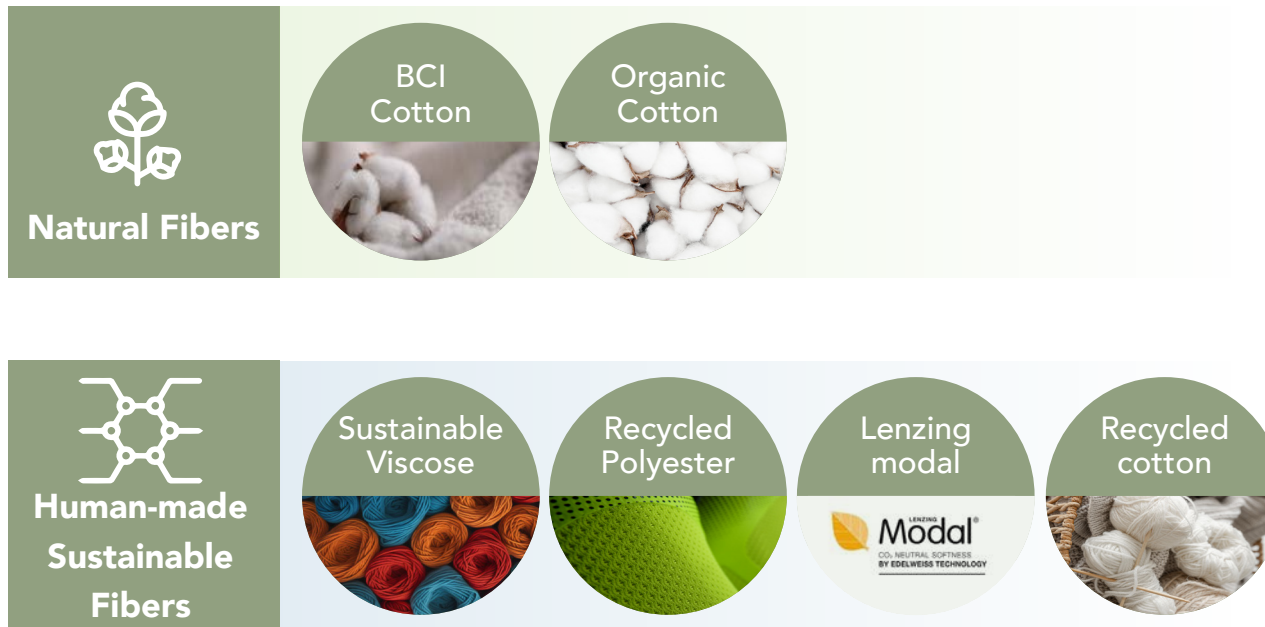 BCI
Cotton
Organic
Cotton
Natural Fibers
Sustainable
Viscose
Recycled
Polyester
Lenzing
modal
Recycled
cotton
LENZING
Modal®
CO₂ NEUTRAL SOFTNESS
BY EDELWEISS TECHNOLOGY
Human-made
Sustainable
Fibers